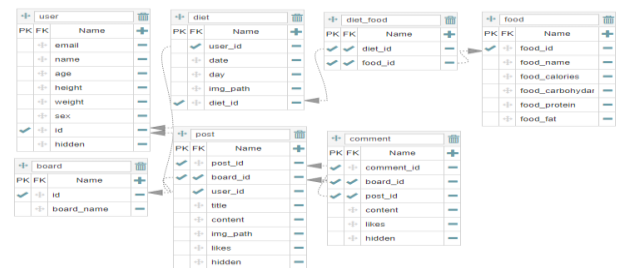 user
PK FK Name
email
name
age
height
weight
sex
id
hidden
diet
PK FK Name
user_id
date
day
img_path
diet_id
diet_food
PK FK Name
diet_id
food_id
food
PK FK Name
food_id
food_name
food_calories
food_carbohydar
food_protein
food_fat
board
PK FK Name
id
board_name
post
PK FK Name
post_id
board_id
user_id
title
content
img_path
likes
hidden
comment
PK FK Name
comment_id
board_id
post_id
content
likes
hidden